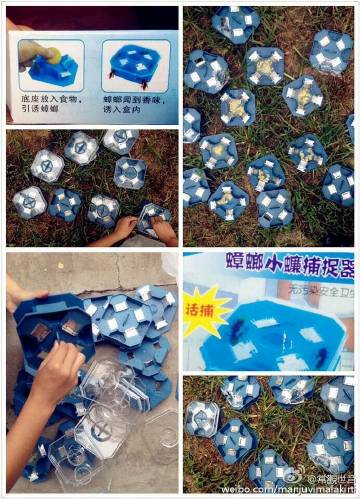 底座放入食物,
引诱蟑螂
蟑螂闻到香味,
诱入盒内
蟑螂小蠊捕捉器
无污染安全卫生
活捕
weibo.com/manjuvimalakirti